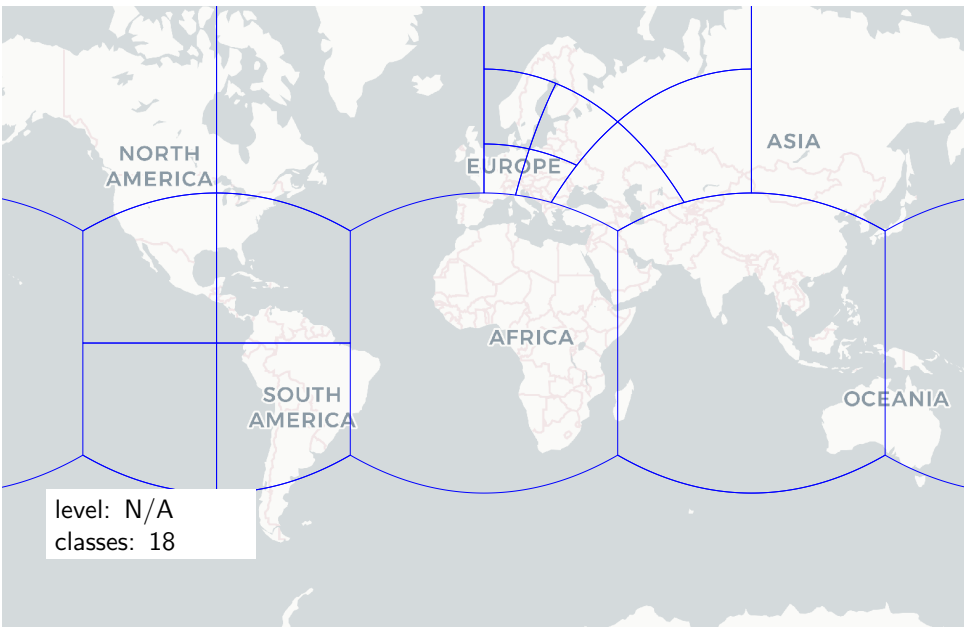 ASIA
NORTH
AMERICA
EUROPE
AFRICA
SOUTH
AMERICA
OCEANIA
level: N/A
classes: 18